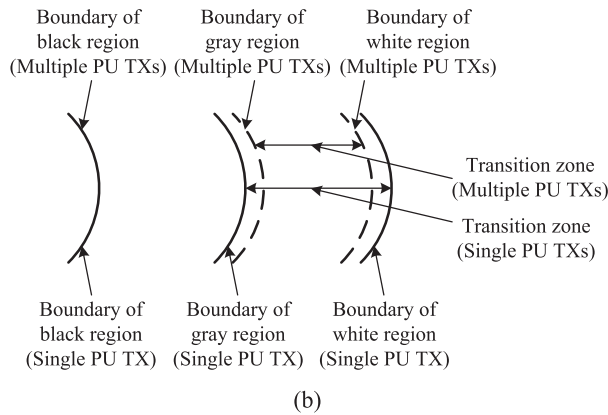 Boundary of
black region
(Multiple PU TXs)
Boundary of
gray region
(Multiple PU TXs)
Boundary of
white region
(Multiple PU TXs)
Transition zone
(Multiple PU TXs)
Transition zone
(Single PU TXs)
Boundary of
black region
(Single PU TX)
Boundary of
gray region
(Single PU TX)
Boundary of
white region
(Single PU TX)
(b)